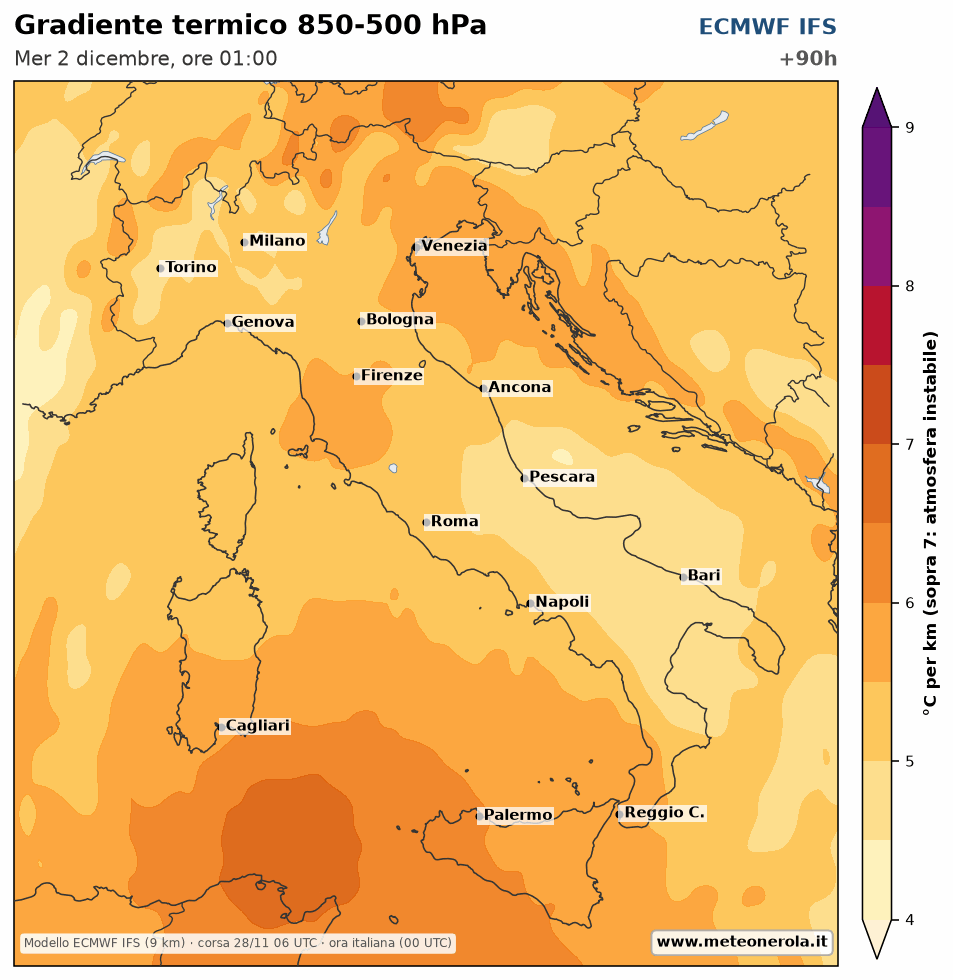 Gradiente termico 850-500 hPa
ECMWF IFS
Mer 2 dicembre, ore 01:00
+90h
Milano
Venezia
Torino
Genova
Bologna
Firenze
Ancona
Pescara
Roma
Bari
Napoli
Cagliari
Palermo
Reggio C.
9
8
7
6
5
4
°C per km (sopra 7: atmosfera instabile)
Modello ECMWF IFS (9 km) · corsa 28/11 06 UTC · ora italiana (00 UTC)
www.meteonerola.it